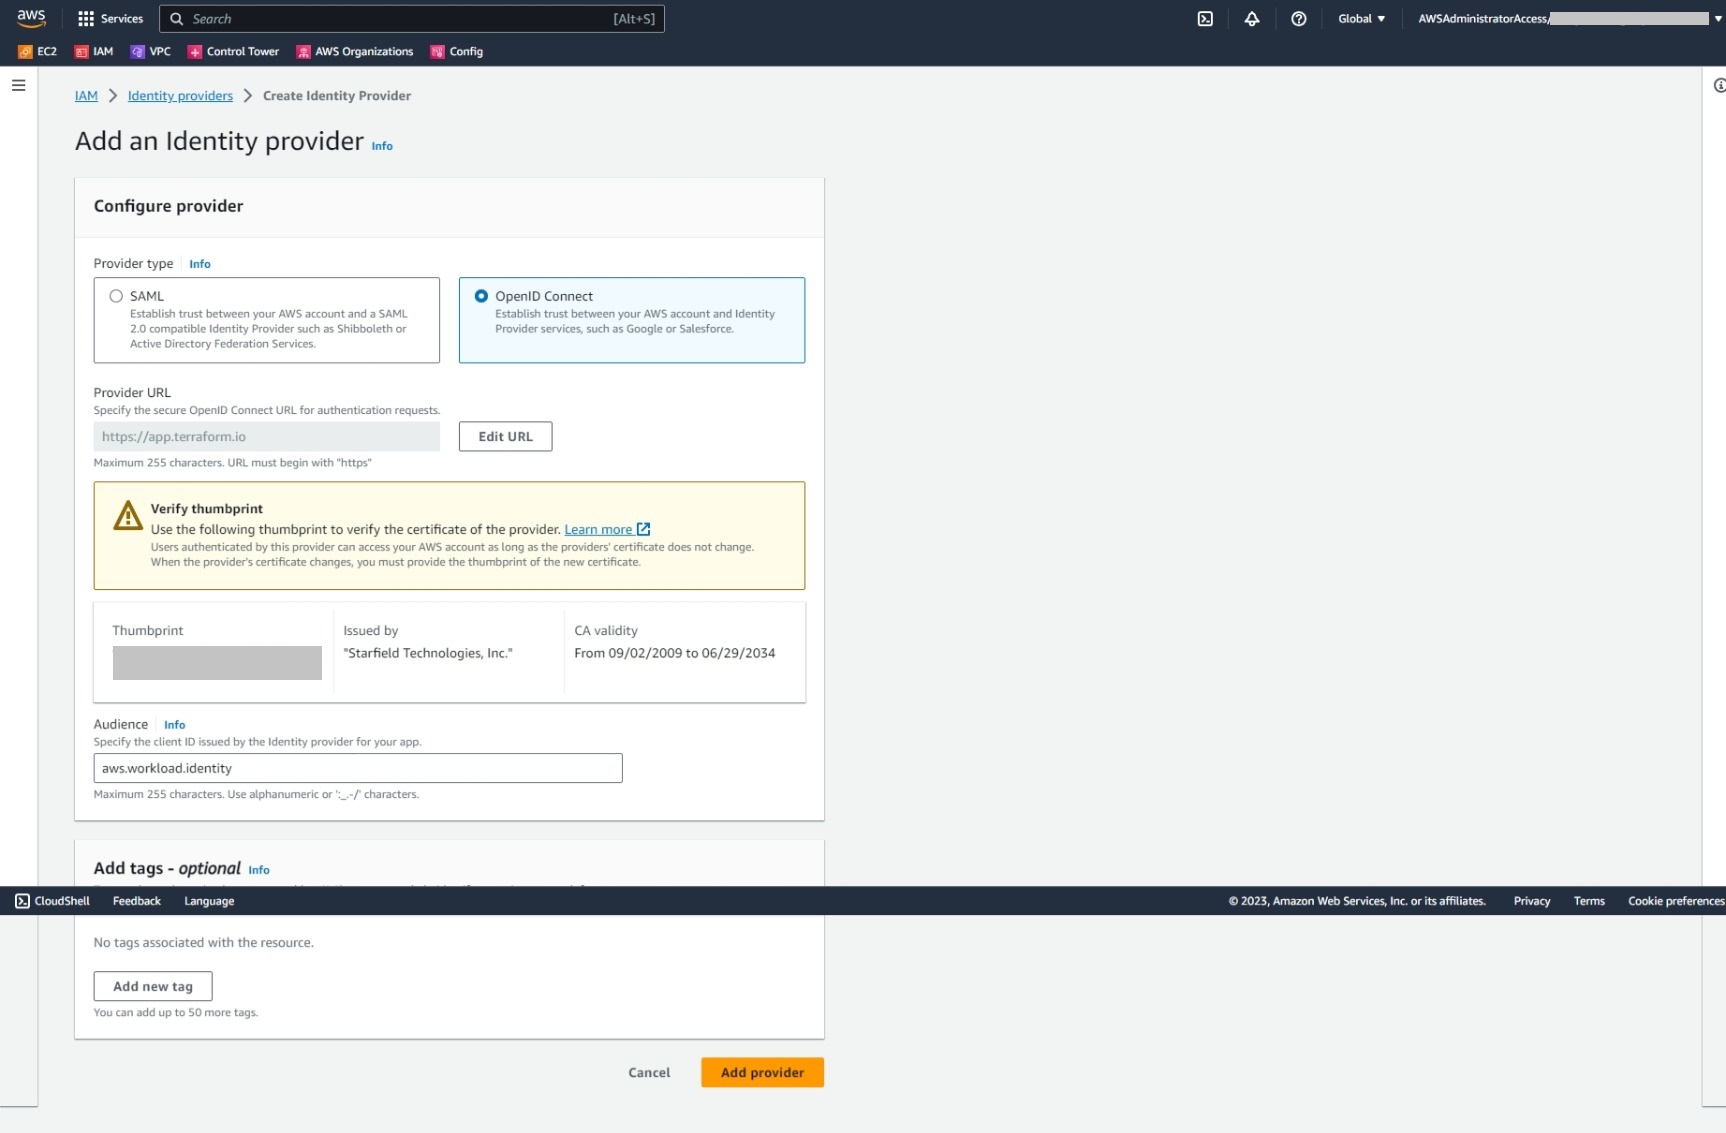 aws
Services
Search [Alt+S]
Global
AWSAdministratorAccess/
EC2 IAM VPC Control Tower AWS Organizations Config
IAM > Identity providers > Create Identity Provider
Add an Identity provider Info
Configure provider
Provider type Info
SAML
Establish trust between your AWS account and a SAML
2.0 compatible Identity Provider such as Shibboleth or
Active Directory Federation Services.
OpenID Connect
Establish trust between your AWS account and Identity
Provider services, such as Google or Salesforce.
Provider URL
Specify the secure OpenID Connect URL for authentication requests.
https://app.terraform.io
Edit URL
Maximum 255 characters. URL must begin with "https"
Verify thumbprint
Use the following thumbprint to verify the certificate of the provider. Learn more
Users authenticated by this provider can access your AWS account as long as the providers' certificate does not change.
When the provider's certificate changes, you must provide the thumbprint of the new certificate.
Thumbprint
Issued by
"Starfield Technologies, Inc."
CA validity
From 09/02/2009 to 06/29/2034
Audience Info
Specify the client ID issued by the Identity provider for your app.
aws.workload.identity
Maximum 255 characters. Use alphanumeric or ':_.-/' characters.
Add tags - optional Info
CloudShell Feedback Language
© 2023, Amazon Web Services, Inc. or its affiliates. Privacy Terms Cookie preferences
No tags associated with the resource.
Add new tag
You can add up to 50 more tags.
Cancel
Add provider